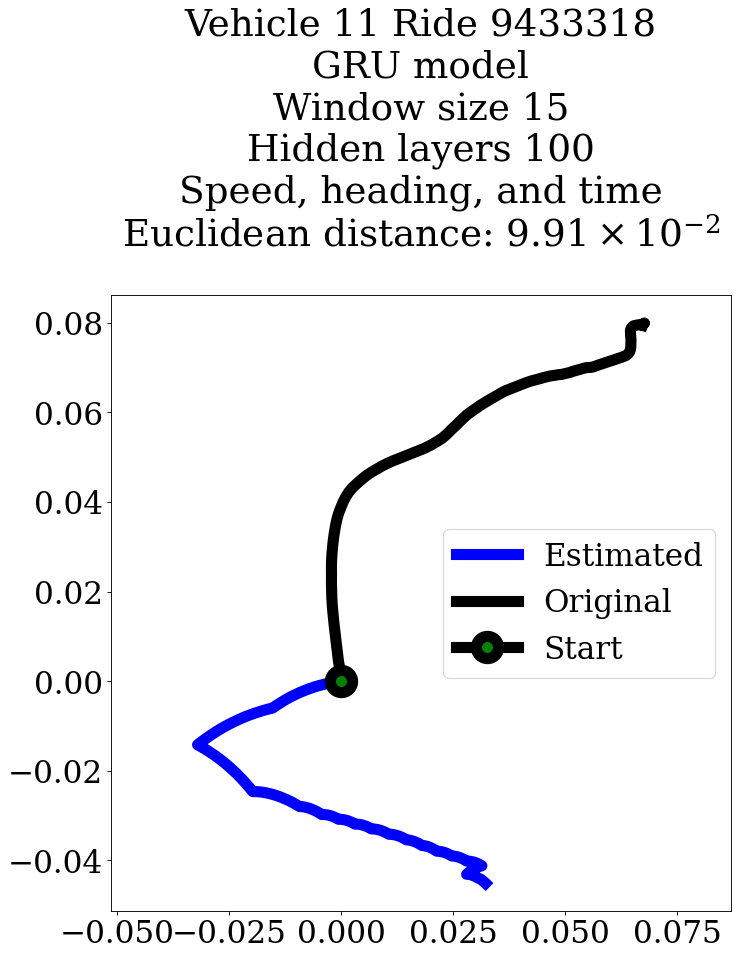 Vehicle 11 Ride 9433318
GRU model
Window size 15
Hidden layers 100
Speed, heading, and time
Euclidean distance: 9.91 × 10⁻²
0.08
0.06
0.04
0.02
0.00
−0.02
−0.04
Estimated
Original
Start
−0.050 −0.025 0.000 0.025 0.050 0.075